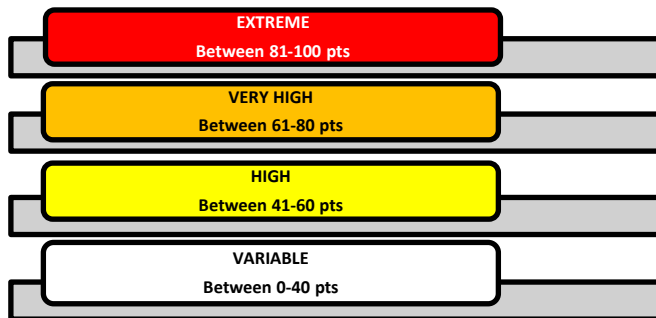 EXTREME
Between 81-100 pts
VERY HIGH
Between 61-80 pts
HIGH
Between 41-60 pts
VARIABLE
Between 0-40 pts